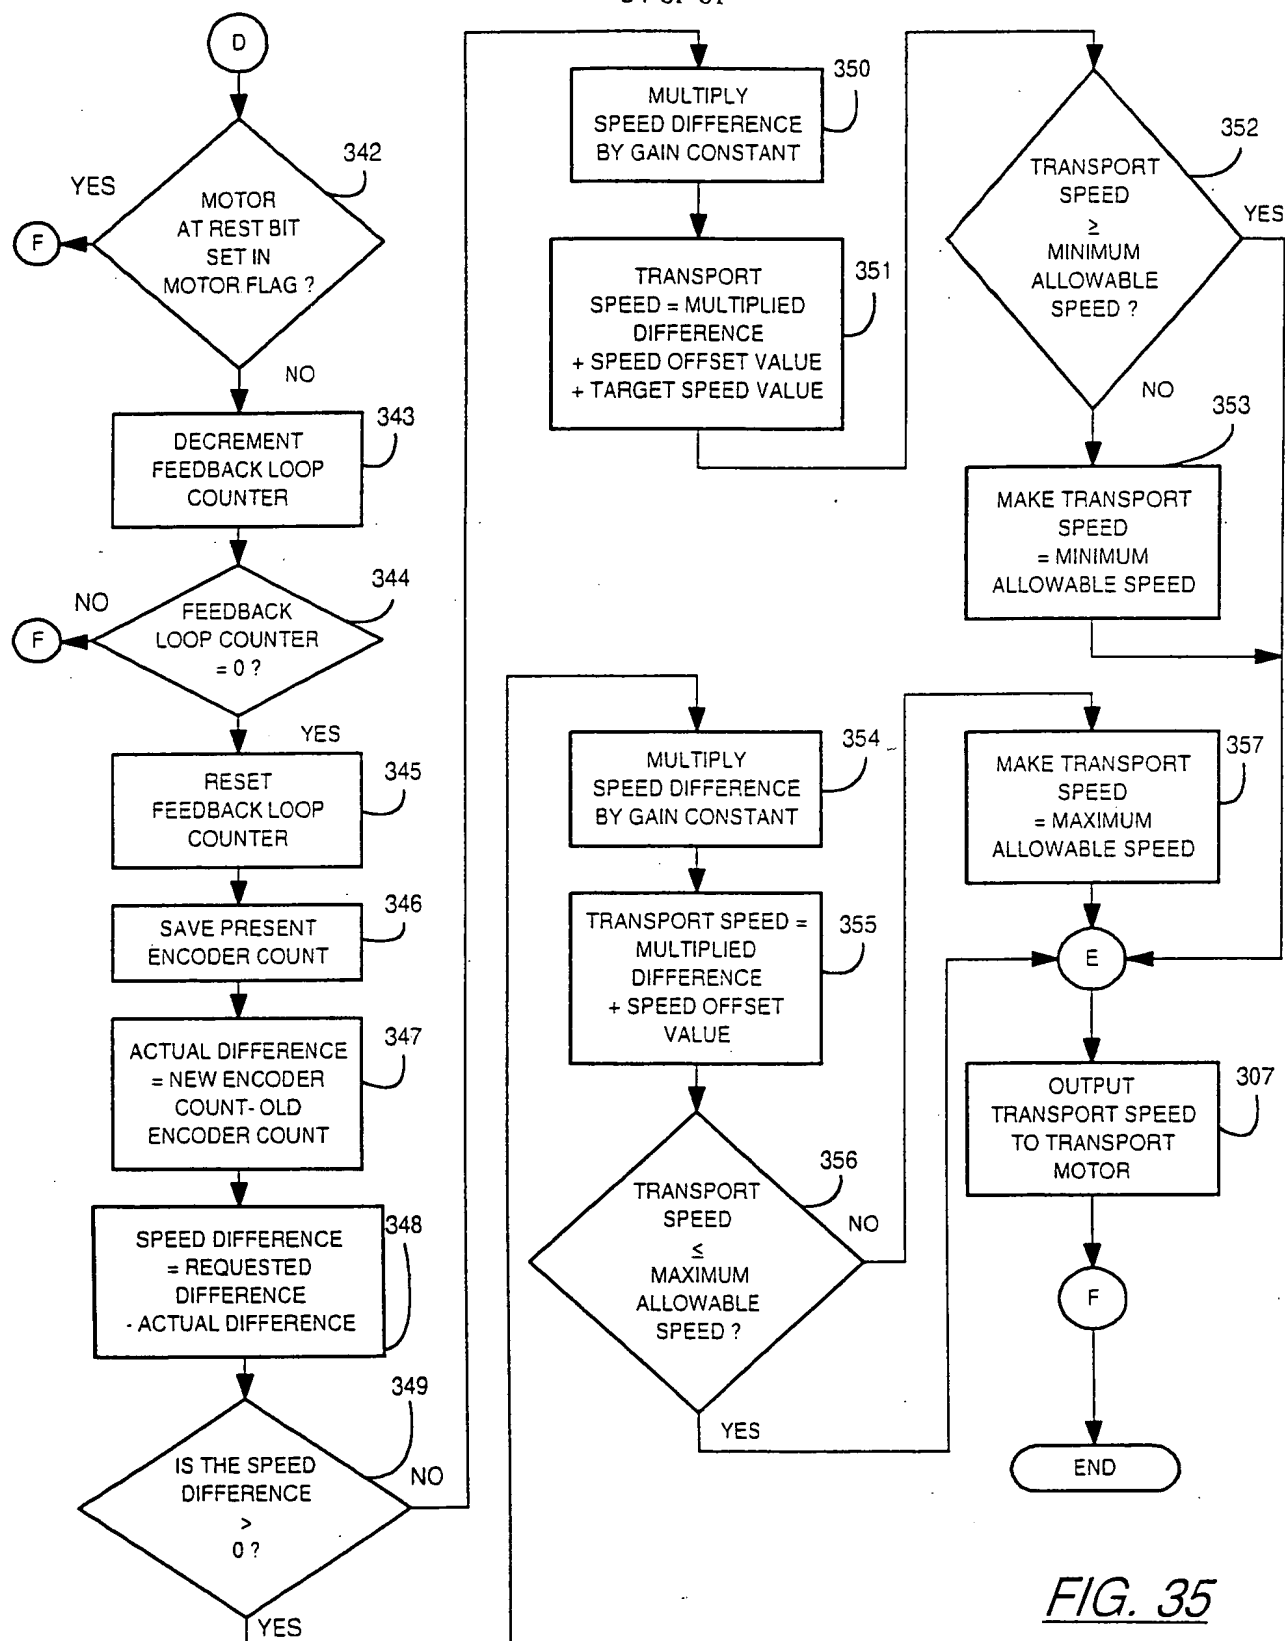 D
342
YES
MOTOR
AT REST BIT
SET IN
MOTOR FLAG ?
F
NO
343
DECREMENT
FEEDBACK LOOP
COUNTER
344
NO
FEEDBACK
LOOP COUNTER
= 0 ?
F
YES
345
RESET
FEEDBACK LOOP
COUNTER
346
SAVE PRESENT
ENCODER COUNT
347
ACTUAL DIFFERENCE
= NEW ENCODER
COUNT- OLD
ENCODER COUNT
348
SPEED DIFFERENCE
= REQUESTED
DIFFERENCE
- ACTUAL DIFFERENCE
349
IS THE SPEED
DIFFERENCE
>
0 ?
NO
YES
350
MULTIPLY
SPEED DIFFERENCE
BY GAIN CONSTANT
351
TRANSPORT
SPEED = MULTIPLIED
DIFFERENCE
+ SPEED OFFSET VALUE
+ TARGET SPEED VALUE
352
TRANSPORT
SPEED
≥
MINIMUM
ALLOWABLE
SPEED ?
YES
NO
353
MAKE TRANSPORT
SPEED
= MINIMUM
ALLOWABLE SPEED
354
MULTIPLY
SPEED DIFFERENCE
BY GAIN CONSTANT
355
TRANSPORT SPEED =
MULTIPLIED
DIFFERENCE
+ SPEED OFFSET
VALUE
356
TRANSPORT
SPEED
≤
MAXIMUM
ALLOWABLE
SPEED ?
NO
YES
357
MAKE TRANSPORT
SPEED
= MAXIMUM
ALLOWABLE SPEED
E
307
OUTPUT
TRANSPORT SPEED
TO TRANSPORT
MOTOR
F
END
FIG. 35